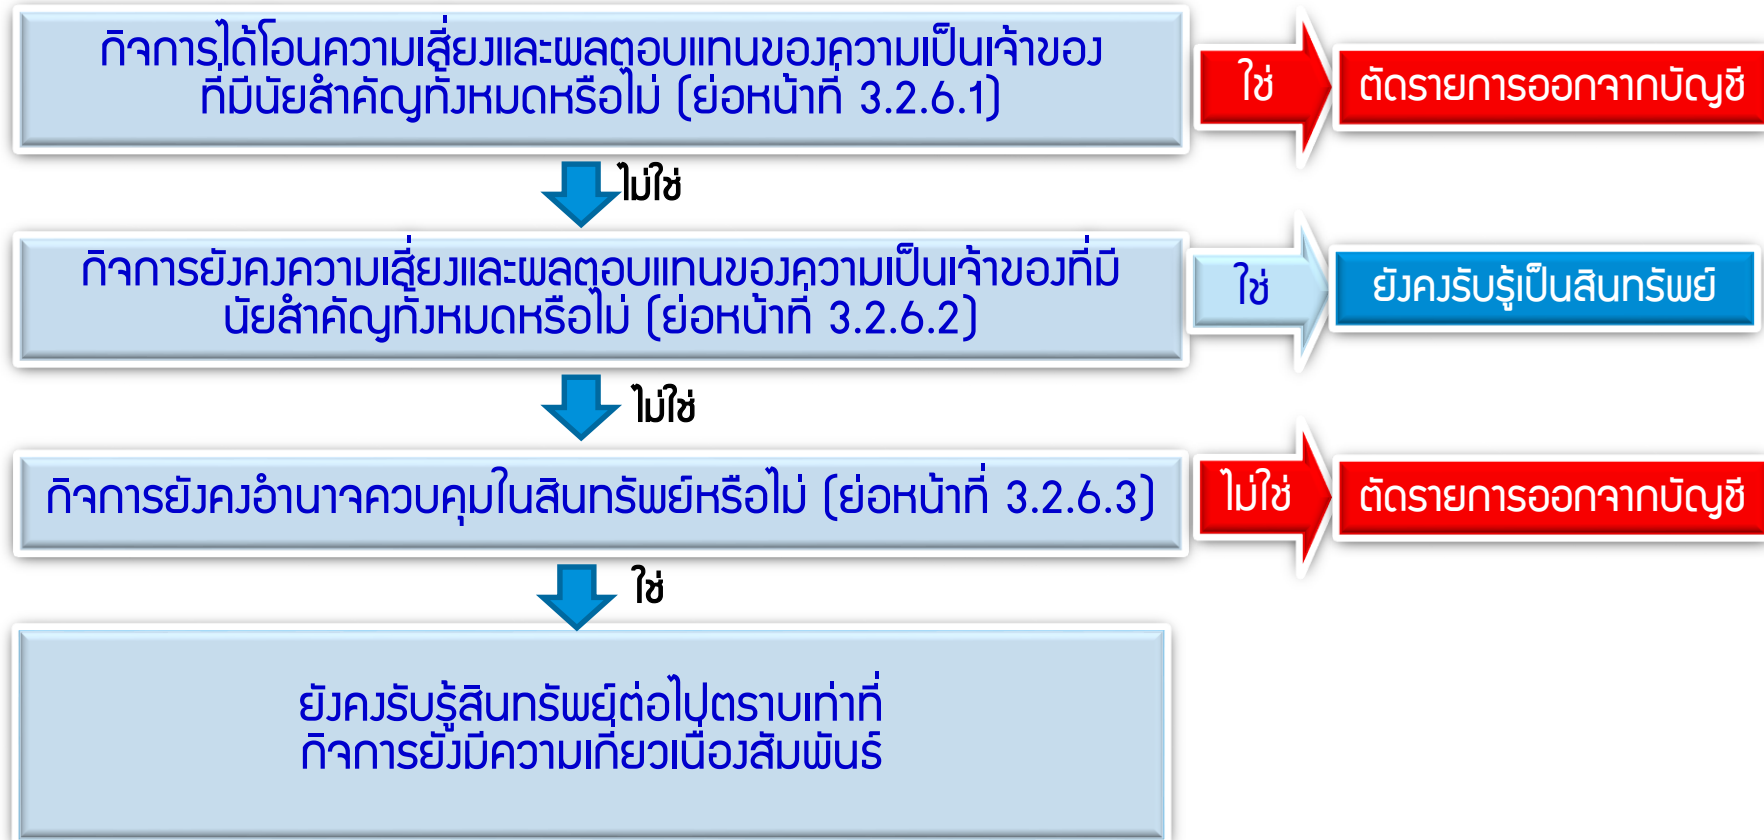 กิจการได้โอนความเสี่ยงและผลตอบแทนของความเป็นเจ้าของ
ที่มีนัยสำคัญทั้งหมดหรือไม่ (ย่อหน้าที่ 3.2.6.1)
ใช่
ตัดรายการออกจากบัญชี
ไม่ใช่
กิจการยังคงความเสี่ยงและผลตอบแทนของความเป็นเจ้าของที่มี
นัยสำคัญทั้งหมดหรือไม่ (ย่อหน้าที่ 3.2.6.2)
ใช่
ยังคงรับรู้เป็นสินทรัพย์
ไม่ใช่
กิจการยังคงอำนาจควบคุมในสินทรัพย์หรือไม่ (ย่อหน้าที่ 3.2.6.3)
ไม่ใช่
ตัดรายการออกจากบัญชี
ใช่
ยังคงรับรู้สินทรัพย์ต่อไปตราบเท่าที่
กิจการยังมีความเกี่ยวเนื่องสัมพันธ์